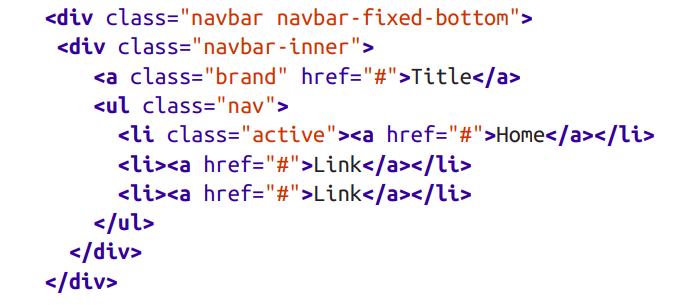 <div class="navbar navbar-fixed-bottom">
<div class="navbar-inner">
<a class="brand" href="#">Title</a>
<ul class="nav">
<li class="active"><a href="#">Home</a></li>
<li><a href="#">Link</a></li>
<li><a href="#">Link</a></li>
</ul>
</div>
</div>